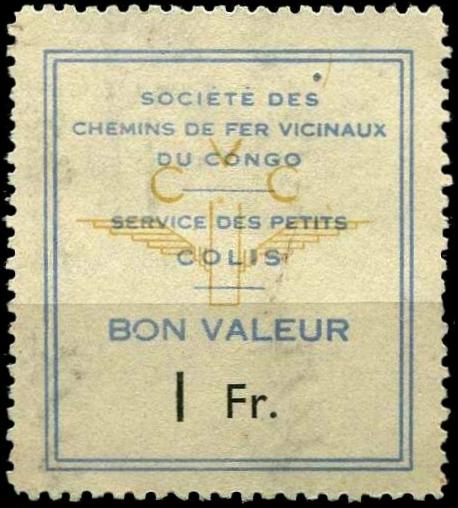 SOCIÉTÉ DES
CHEMINS DE FER VICINAUX
DU CONGO
C V C
SERVICE DES PETITS
COLIS
BON VALEUR
1 Fr.